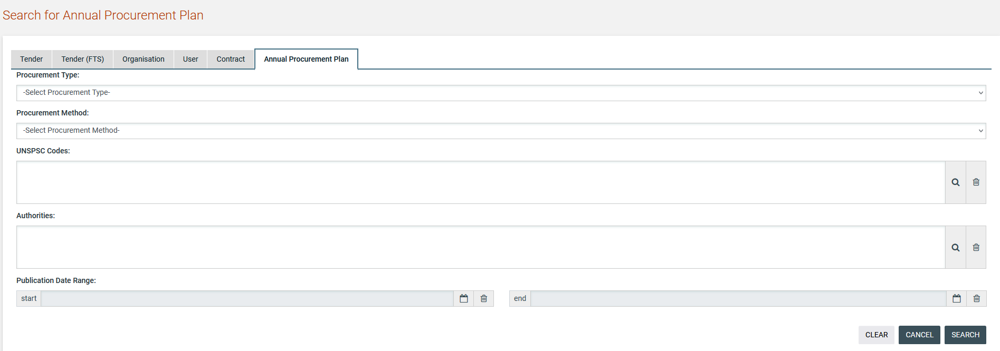 Search for Annual Procurement Plan
Tender Tender (FTS) Organisation User Contract Annual Procurement Plan
Procurement Type:
-Select Procurement Type-
Procurement Method:
-Select Procurement Method-
UNSPSC Codes:
Authorities:
Publication Date Range:
start end
CLEAR CANCEL SEARCH